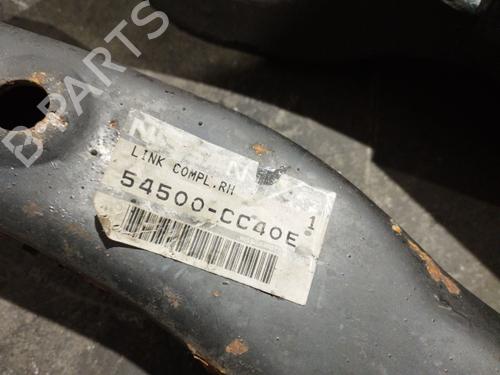 B PARTS
LINK COMPL,RH
54500-CC40E
1